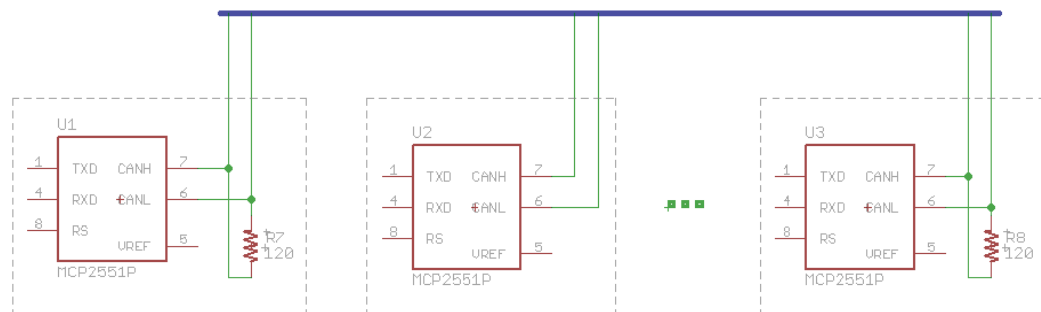 U1
1 TXD CANH 7
4 RXD CANL 6
8 RS
VREF 5
MCP2551P
R7
120
U2
1 TXD CANH 7
4 RXD CANL 6
8 RS
VREF 5
MCP2551P
U3
1 TXD CANH 7
4 RXD CANL 6
8 RS
VREF 5
MCP2551P
R8
120